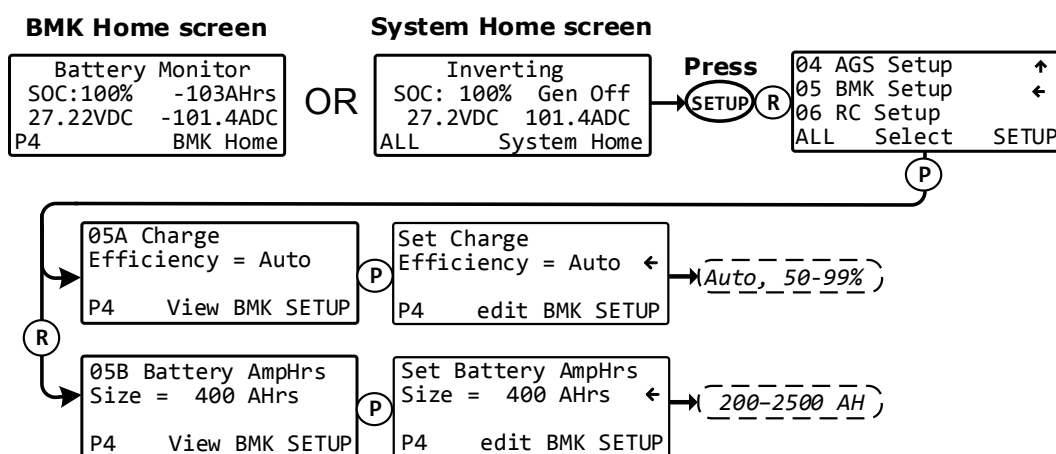 BMK Home screen
Battery Monitor
SOC:100% -103AHrs
27.22VDC -101.4ADC
P4 BMK Home
OR
System Home screen
Inverting
SOC: 100% Gen Off
27.2VDC 101.4ADC
ALL System Home
Press
SETUP
R
04 AGS Setup ↑
05 BMK Setup ←
06 RC Setup
ALL Select SETUP
P
R
05A Charge
Efficiency = Auto
P4 View BMK SETUP
P
Set Charge
Efficiency = Auto ←
P4 edit BMK SETUP
Auto, 50-99%
05B Battery AmpHrs
Size = 400 AHrs
P4 View BMK SETUP
P
Set Battery AmpHrs
Size = 400 AHrs ←
P4 edit BMK SETUP
200–2500 AH